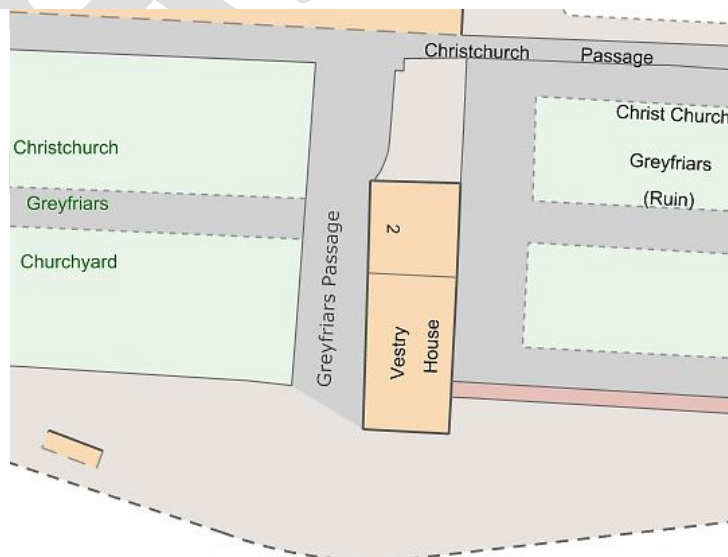 Christchurch Passage
Christ Church
Greyfriars
(Ruin)
Christchurch
Greyfriars
Churchyard
Greyfriars Passage
2
Vestry
House